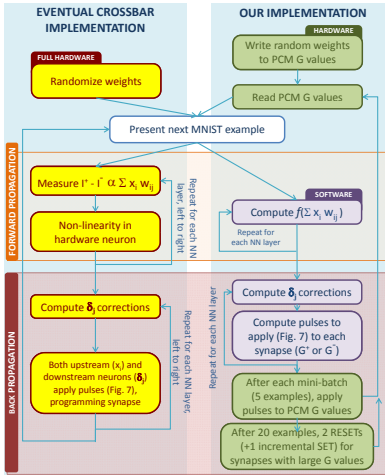 EVENTUAL CROSSBAR
IMPLEMENTATION
OUR IMPLEMENTATION
HARDWARE
Write random weights
to PCM G values
FULL HARDWARE
Randomize weights
Read PCM G values
Present next MNIST example
FORWARD PROPAGATION
Measure I⁺ - I⁻ α Σ xᵢ wᵢⱼ
Non-linearity in
hardware neuron
Repeat for each NN
layer, left to right
SOFTWARE
Compute f(Σ xᵢ wᵢⱼ)
Repeat for
each NN layer
BACK PROPAGATION
Compute δⱼ corrections
Both upstream (xᵢ) and
downstream neurons (δⱼ)
apply pulses (Fig. 7),
programming synapse
Repeat for each NN layer,
left to right
Repeat for each NN layer
Compute δⱼ corrections
Compute pulses to
apply (Fig. 7) to each
synapse (G⁺ or G⁻)
After each mini-batch
(5 examples), apply
pulses to PCM G values
After 20 examples, 2 RESETs
(+1 incremental SET) for
synapses with large G values